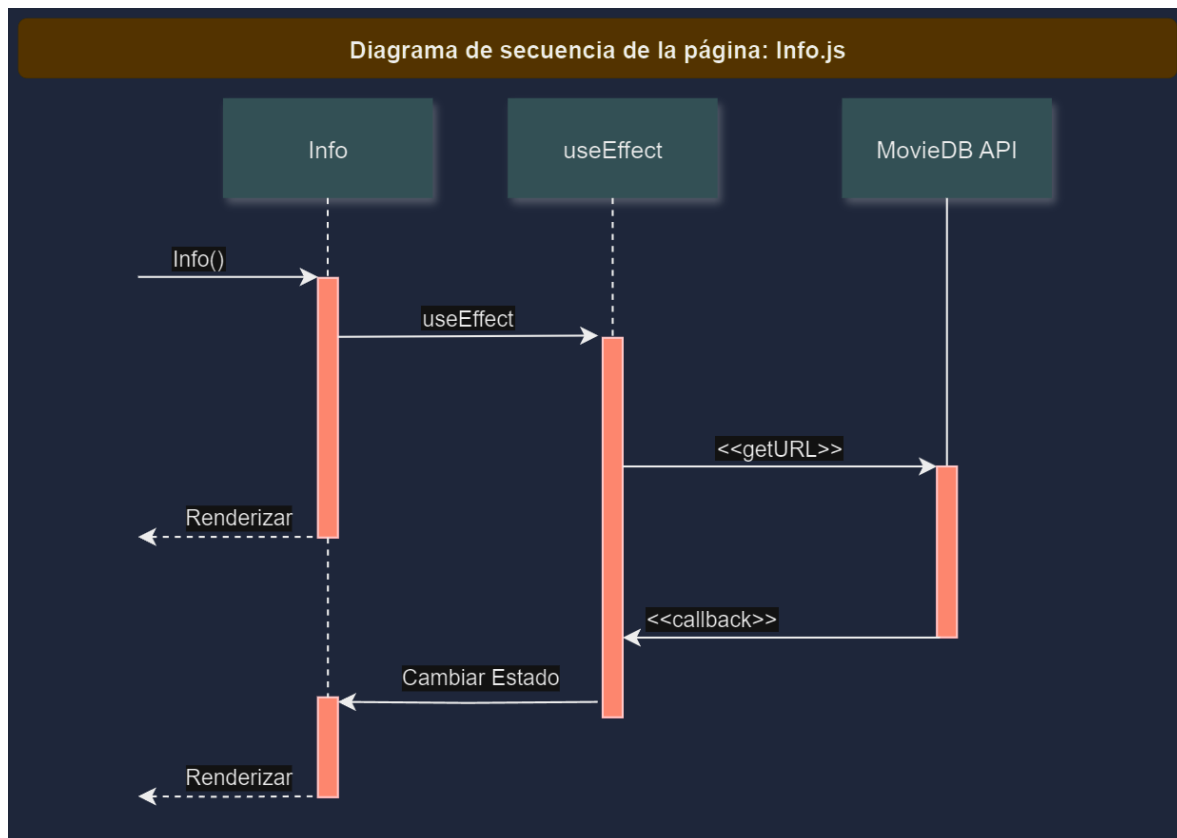 Diagrama de secuencia de la página: Info.js
Info
useEffect
MovieDB API
Info()
useEffect
<<getURL>>
Renderizar
<<callback>>
Cambiar Estado
Renderizar